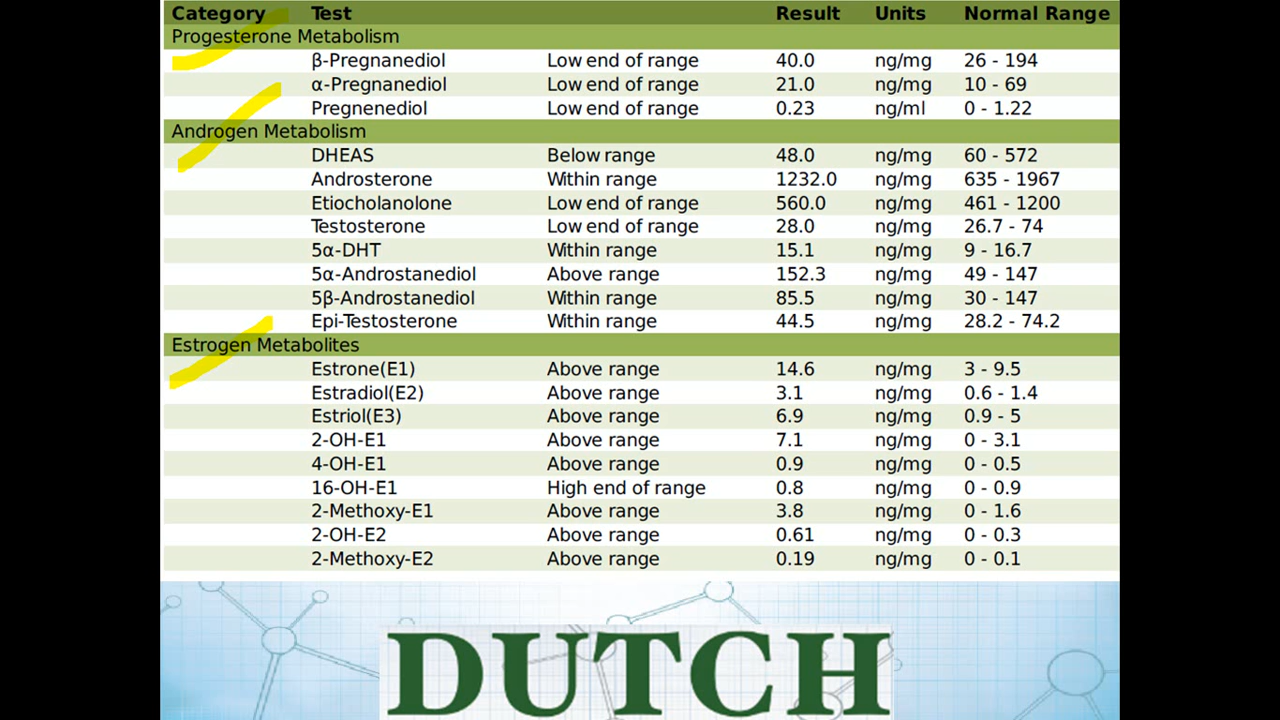 Category Test Result Units Normal Range
Progesterone Metabolism
β-Pregnanediol Low end of range 40.0 ng/mg 26 - 194
α-Pregnanediol Low end of range 21.0 ng/mg 10 - 69
Pregnenediol Low end of range 0.23 ng/ml 0 - 1.22
Androgen Metabolism
DHEAS Below range 48.0 ng/mg 60 - 572
Androsterone Within range 1232.0 ng/mg 635 - 1967
Etiocholanolone Low end of range 560.0 ng/mg 461 - 1200
Testosterone Low end of range 28.0 ng/mg 26.7 - 74
5α-DHT Within range 15.1 ng/mg 9 - 16.7
5α-Androstanediol Above range 152.3 ng/mg 49 - 147
5β-Androstanediol Within range 85.5 ng/mg 30 - 147
Epi-Testosterone Within range 44.5 ng/mg 28.2 - 74.2
Estrogen Metabolites
Estrone(E1) Above range 14.6 ng/mg 3 - 9.5
Estradiol(E2) Above range 3.1 ng/mg 0.6 - 1.4
Estriol(E3) Above range 6.9 ng/mg 0.9 - 5
2-OH-E1 Above range 7.1 ng/mg 0 - 3.1
4-OH-E1 Above range 0.9 ng/mg 0 - 0.5
16-OH-E1 High end of range 0.8 ng/mg 0 - 0.9
2-Methoxy-E1 Above range 3.8 ng/mg 0 - 1.6
2-OH-E2 Above range 0.61 ng/mg 0 - 0.3
2-Methoxy-E2 Above range 0.19 ng/mg 0 - 0.1
DUTCH